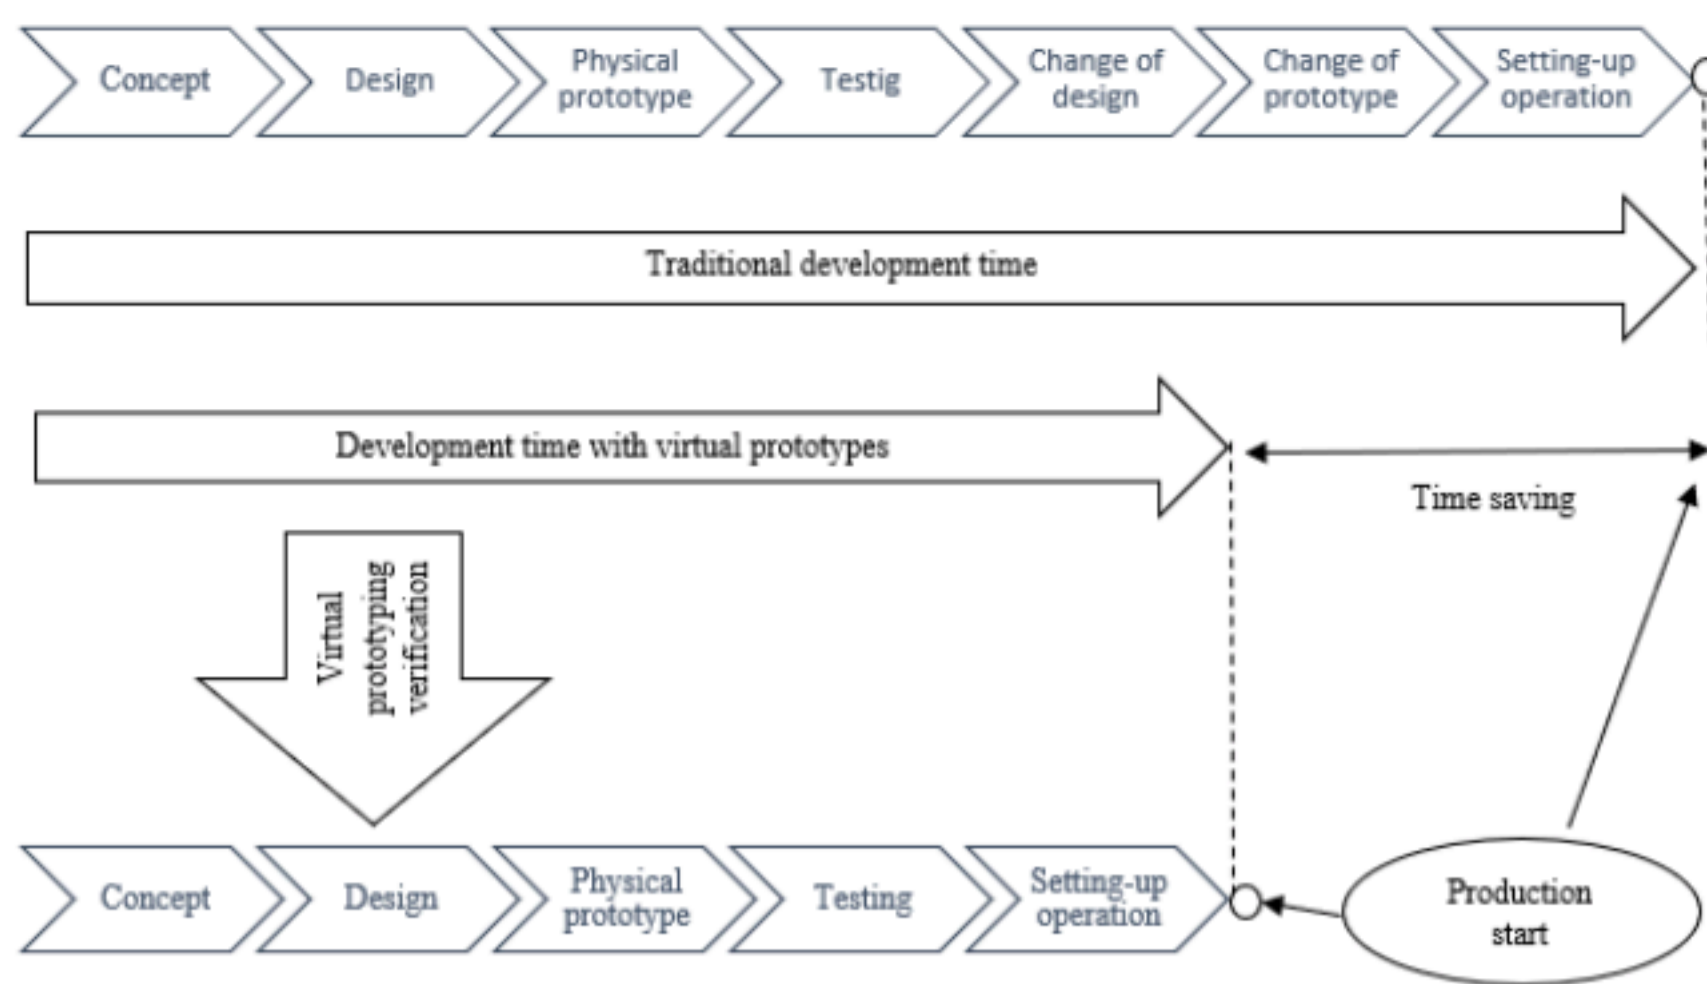 Concept
Design
Physical
prototype
Testig
Change of
design
Change of
prototype
Setting-up
operation
Traditional development time
Development time with virtual prototypes
Time saving
Virtual
prototyping
verification
Concept
Design
Physical
prototype
Testing
Setting-up
operation
Production
start